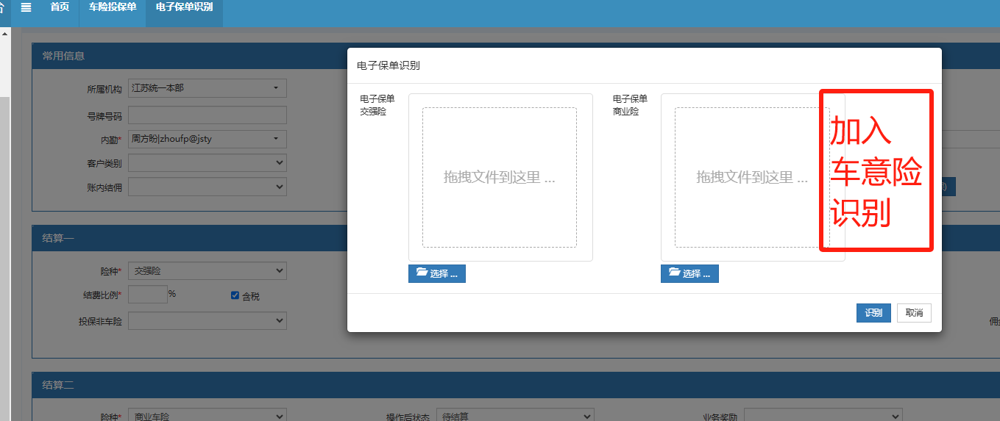 首页
车险投保单
电子保单识别
常用信息
所属机构
江苏统一本部
号牌号码
内勤*
周方盼|zhoufp@jsty
客户类别
账内结佣
结算一
险种*
交强险
结费比例*
%
含税
投保非车险
结算二
险种*
商业车险
操作后状态
待结算
业务奖励
电子保单识别
电子保单
交强险
拖拽文件到这里 ...
选择 ...
电子保单
商业险
拖拽文件到这里 ...
选择 ...
加入
车意险
识别
识别
取消